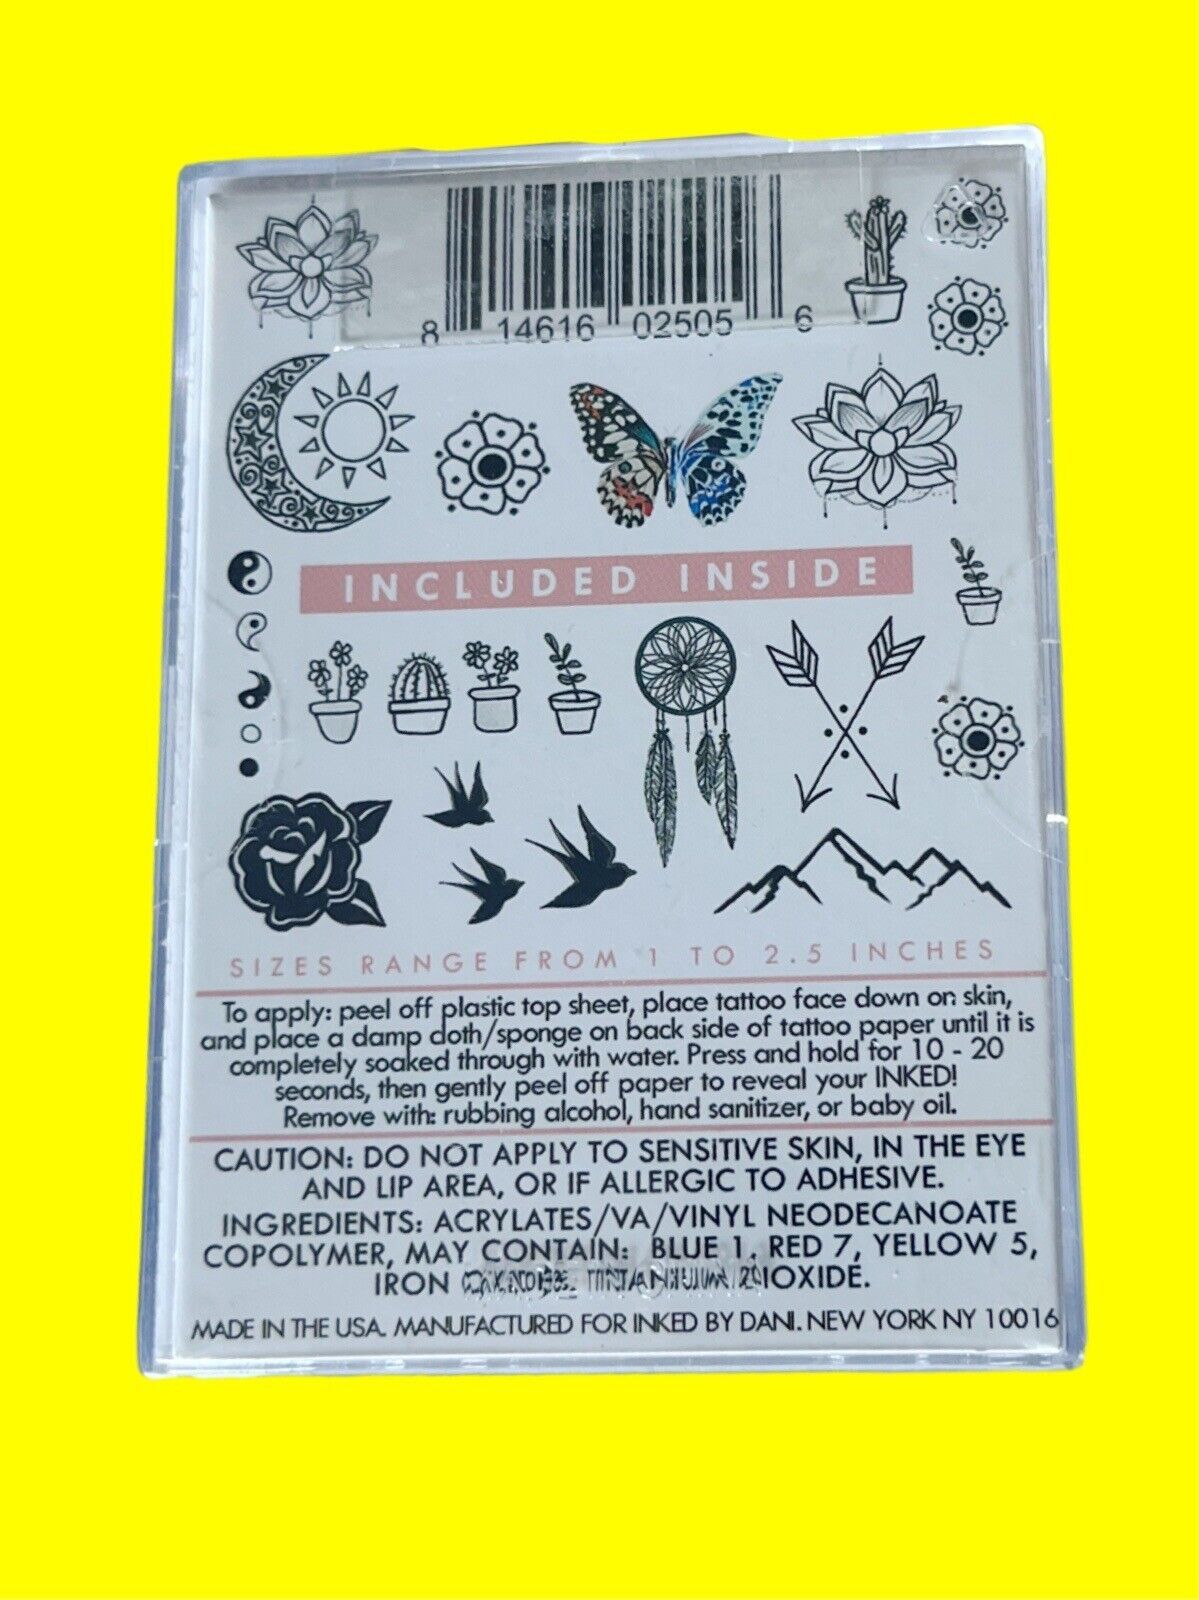 8 14616 02505 6
INCLUDED INSIDE
SIZES RANGE FROM 1 TO 2.5 INCHES
To apply: peel off plastic top sheet, place tattoo face down on skin,
and place a damp cloth/sponge on back side of tattoo paper until it is
completely soaked through with water. Press and hold for 10 - 20
seconds, then gently peel off paper to reveal your INKED!
Remove with: rubbing alcohol, hand sanitizer, or baby oil.
CAUTION: DO NOT APPLY TO SENSITIVE SKIN, IN THE EYE
AND LIP AREA, OR IF ALLERGIC TO ADHESIVE.
INGREDIENTS: ACRYLATES/VA/VINYL NEODECANOATE
COPOLYMER, MAY CONTAIN: BLUE 1, RED 7, YELLOW 5,
IRON
MADE IN THE USA. MANUFACTURED FOR INKED BY DANI. NEW YORK NY 10016